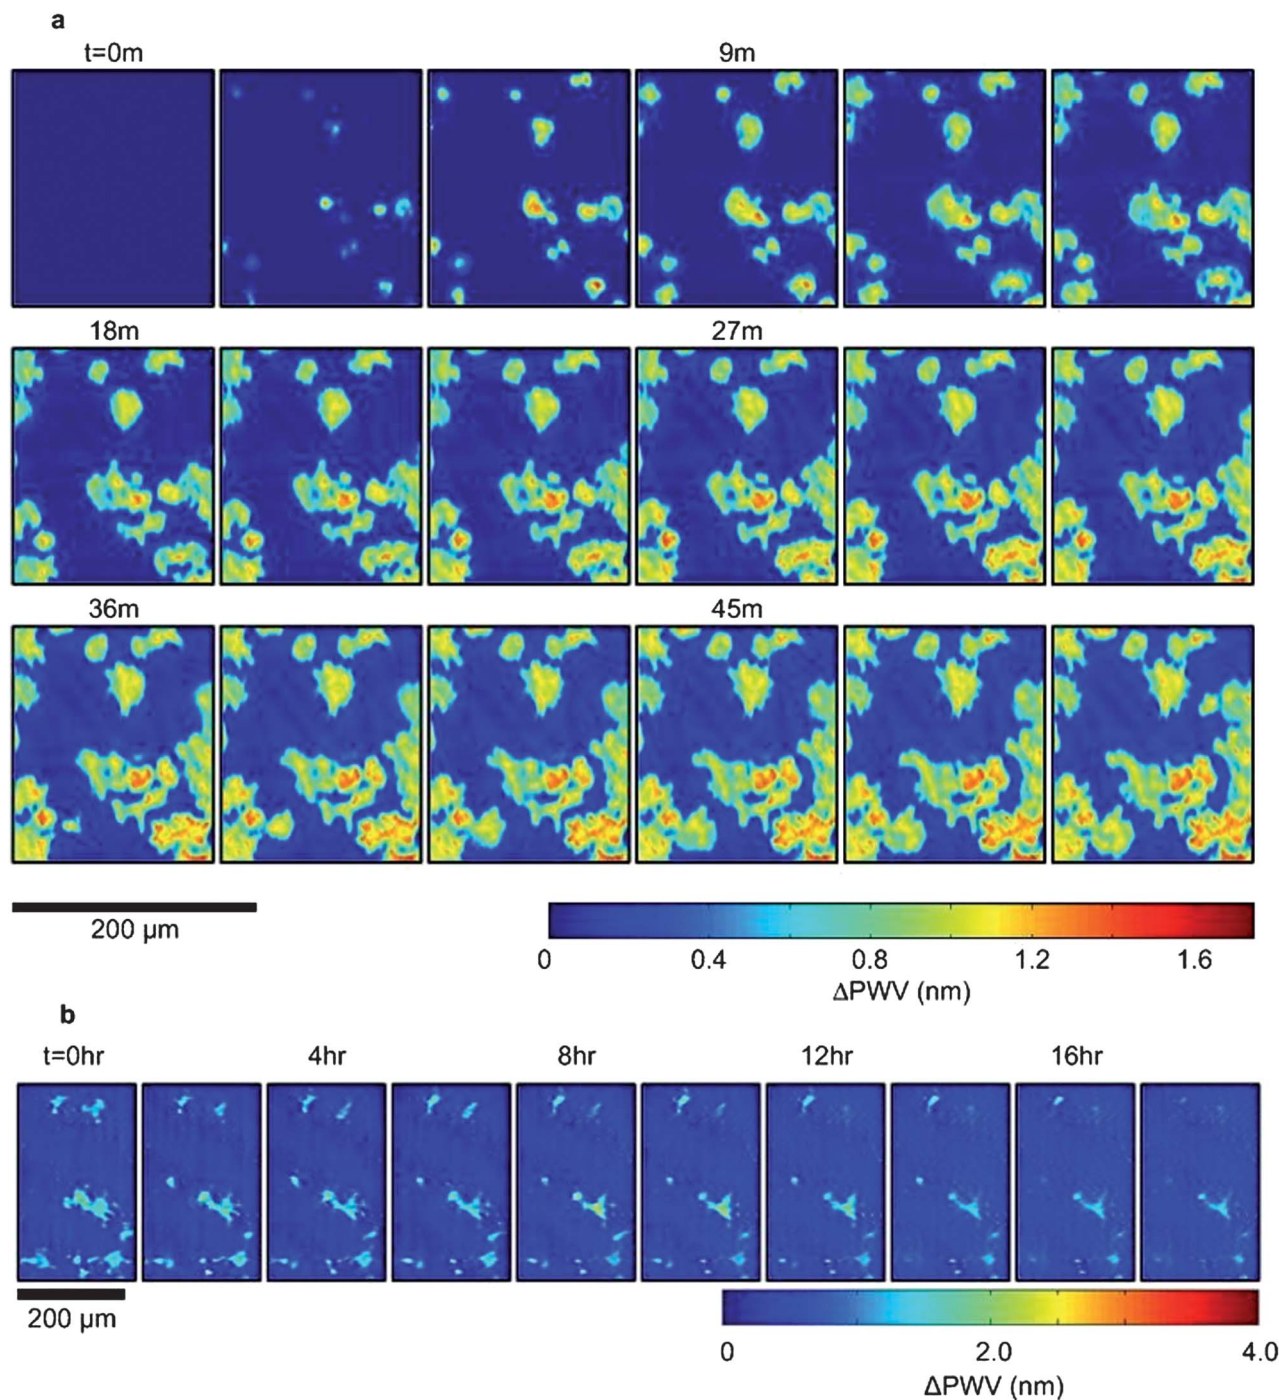 a
t=0m 9m
18m 27m
36m 45m
200 µm
0 0.4 0.8 1.2 1.6
ΔPWV (nm)
b
t=0hr 4hr 8hr 12hr 16hr
200 µm
0 2.0 4.0
ΔPWV (nm)